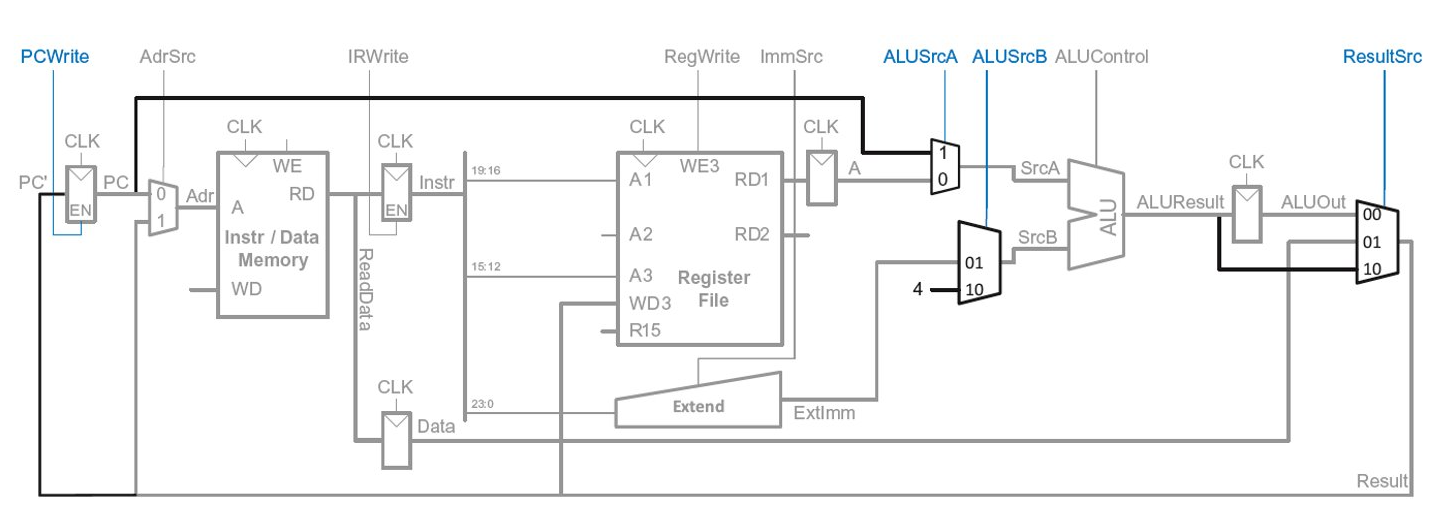 PCWrite AdrSrc IRWrite RegWrite ImmSrc ALUSrcA ALUSrcB ALUControl ResultSrc
CLK CLK CLK CLK CLK CLK
PC' PC EN 0 1 Adr
WE
RD
A
Instr / Data
Memory
WD
EN
Instr
ReadData
19:16
15:12
23:0
A1
A2
A3
WD3
R15
WE3
RD1
RD2
Register
File
A
1
0
SrcA
SrcB
01
4 10
ALU
ALUResult
CLK
ALUOut
00
01
10
Extend
ExtImm
CLK
Data
Result